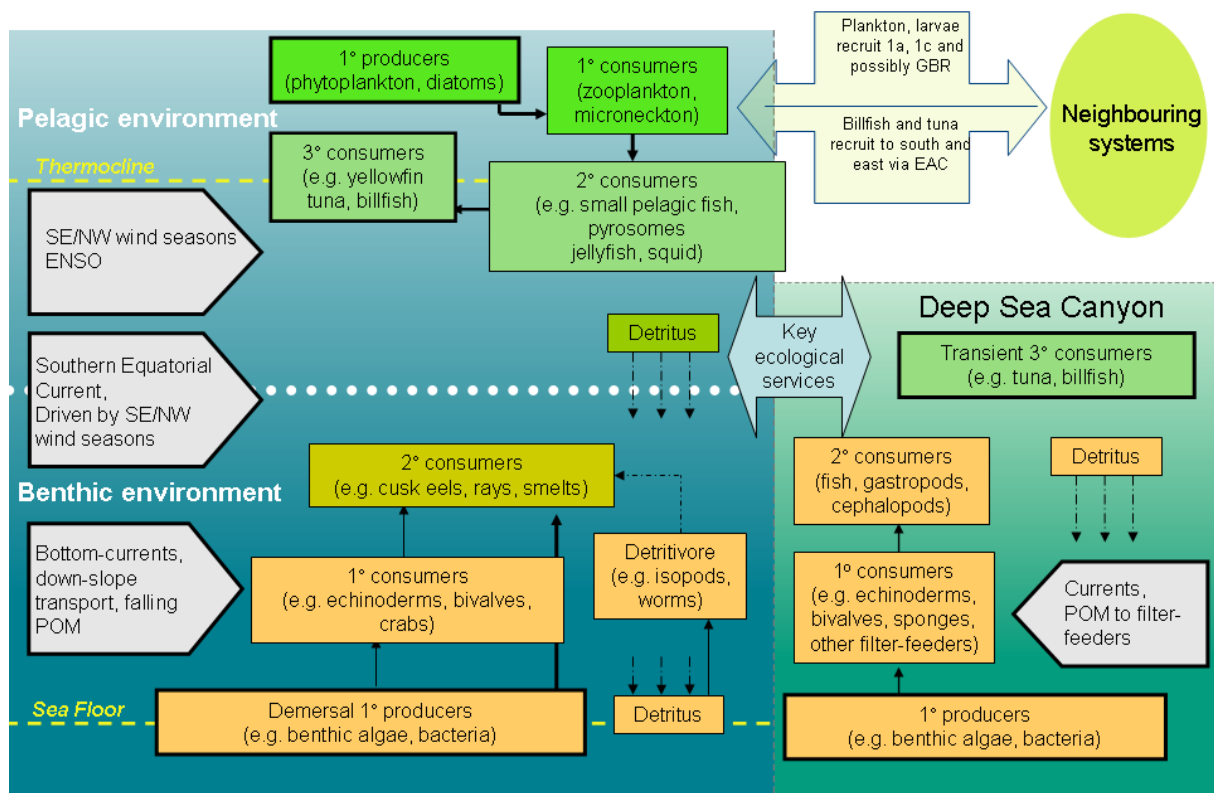 1° producers
(phytoplankton, diatoms)
1° consumers
(zooplankton,
microneckton)
Plankton, larvae
recruit 1a, 1c and
possibly GBR
Billfish and tuna
recruit to south and
east via EAC
Neighbouring
systems
Pelagic environment
Thermocline
3° consumers
(e.g. yellowfin
tuna, billfish)
2° consumers
(e.g. small pelagic fish,
pyrosomes
jellyfish, squid)
SE/NW wind seasons
ENSO
Southern Equatorial
Current,
Driven by SE/NW
wind seasons
Detritus
Key
ecological
services
Deep Sea Canyon
Transient 3° consumers
(e.g. tuna, billfish)
Benthic environment
2° consumers
(e.g. cusk eels, rays, smelts)
2° consumers
(fish, gastropods,
cephalopods)
Detritus
Bottom-currents,
down-slope
transport, falling
POM
1° consumers
(e.g. echinoderms, bivalves,
crabs)
Detritivore
(e.g. isopods,
worms)
1º consumers
(e.g. echinoderms,
bivalves, sponges,
other filter-feeders)
Currents,
POM to filter-
feeders
Sea Floor
Demersal 1° producers
(e.g. benthic algae, bacteria)
Detritus
1° producers
(e.g. benthic algae, bacteria)